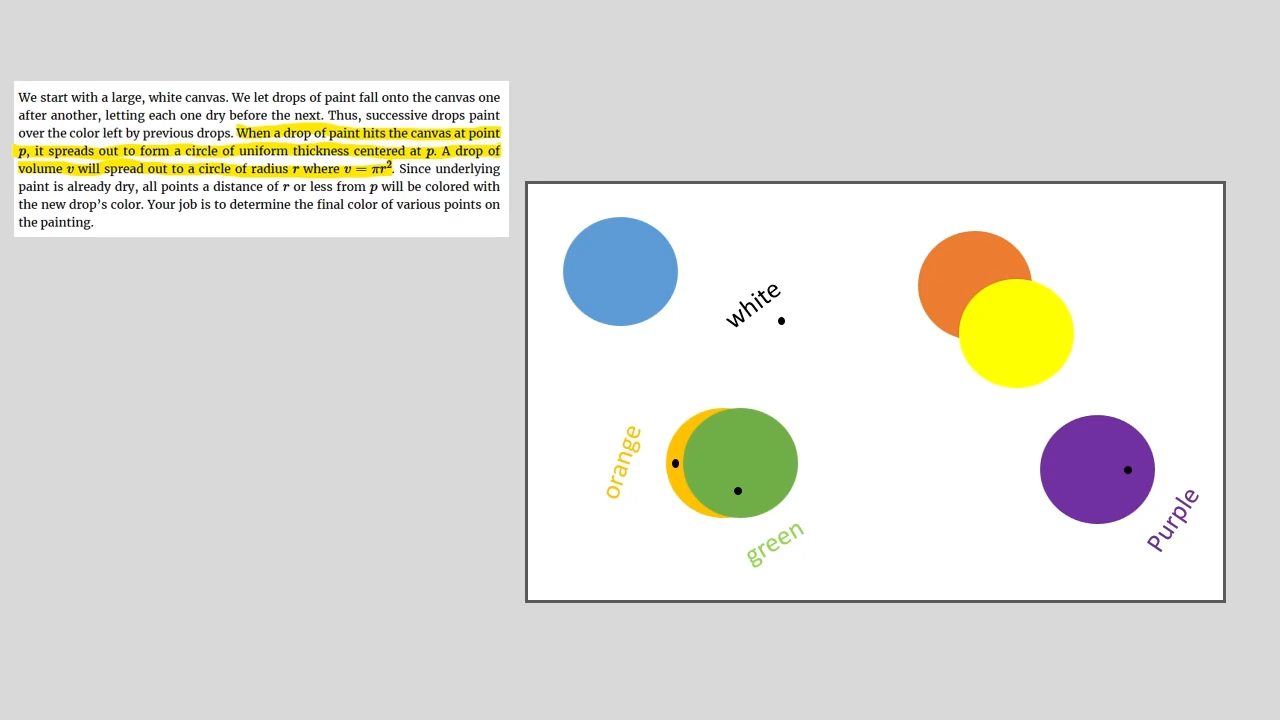 We start with a large, white canvas. We let drops of paint fall onto the canvas one
after another, letting each one dry before the next. Thus, successive drops paint
over the color left by previous drops. When a drop of paint hits the canvas at point
p, it spreads out to form a circle of uniform thickness centered at p. A drop of
volume v will spread out to a circle of radius r where v = πr². Since underlying
paint is already dry, all points a distance of r or less from p will be colored with
the new drop's color. Your job is to determine the final color of various points on
the painting.
white
orange
green
Purple